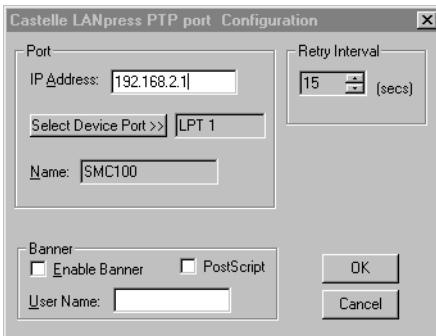 Castelle LANpress PTP port Configuration
Port
IP Address: 192.168.2.1
Select Device Port >> LPT 1
Name: SMC100
Retry Interval
15 (secs)
Banner
Enable Banner PostScript
User Name:
OK
Cancel